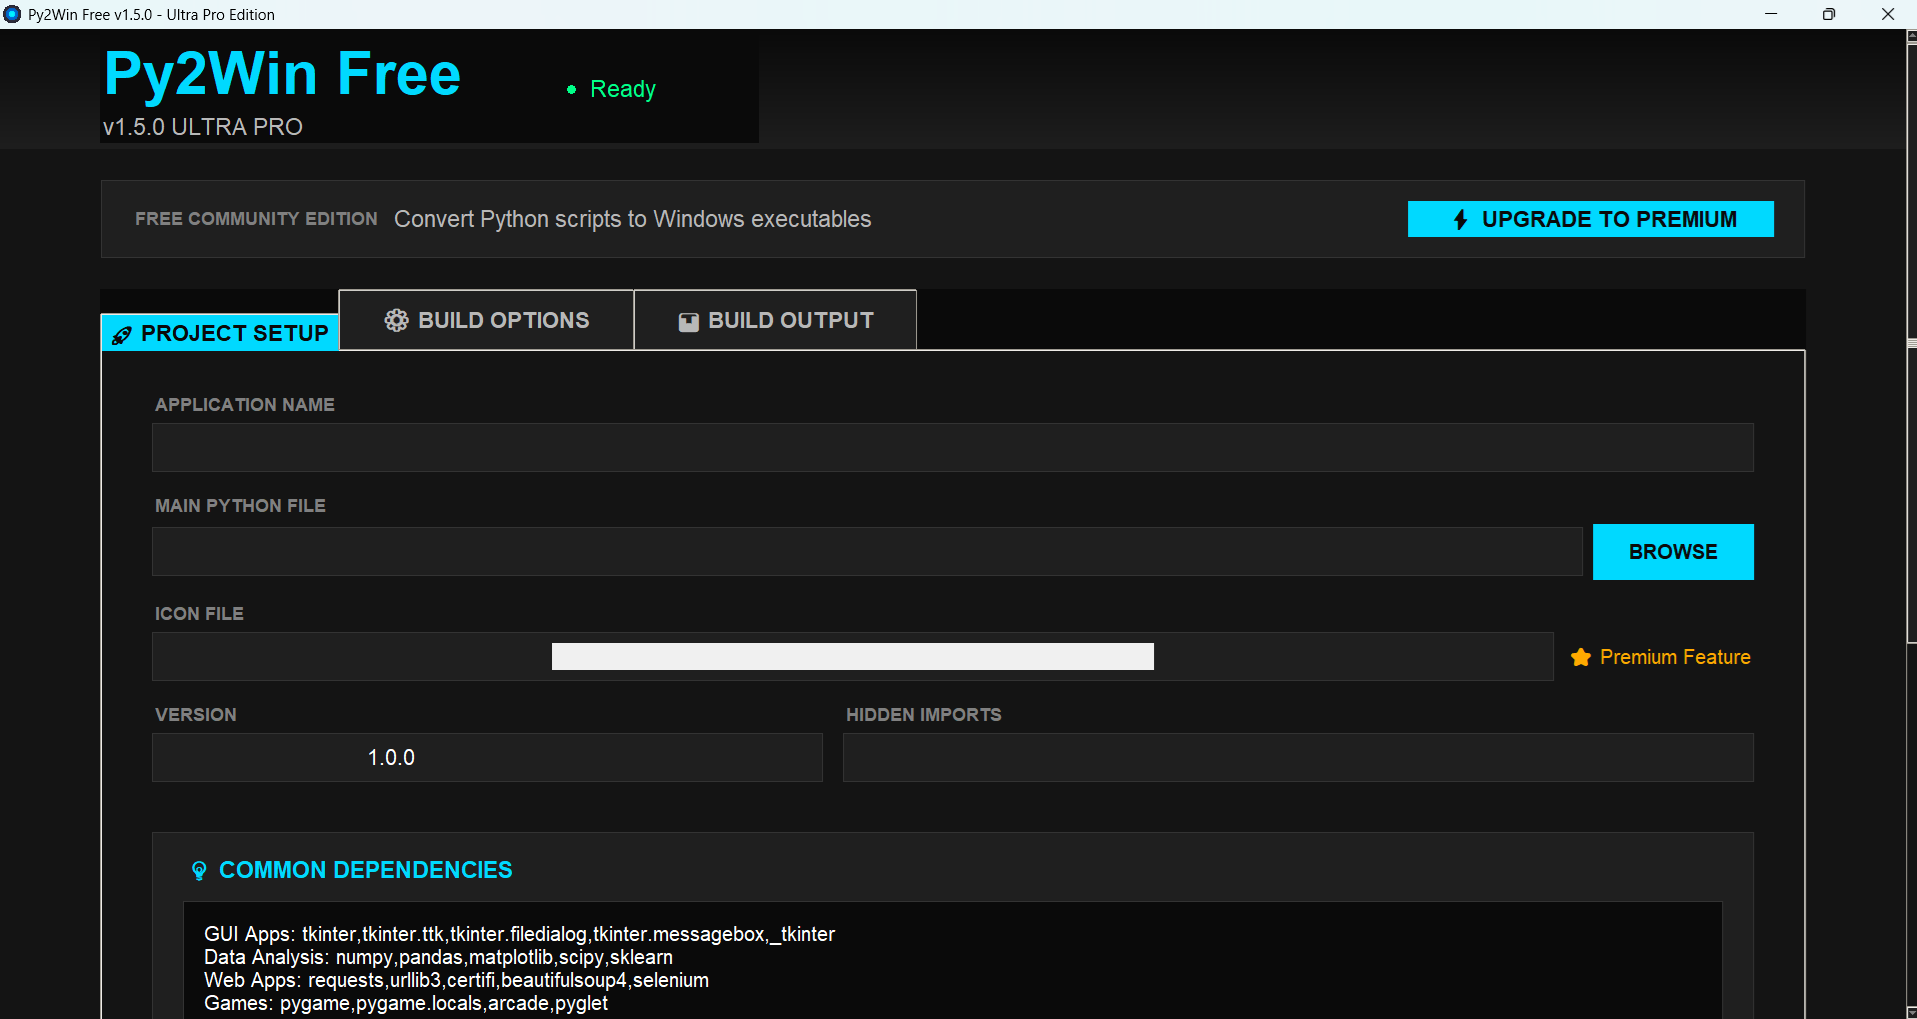 Py2Win Free v1.5.0 - Ultra Pro Edition
Py2Win Free
● Ready
v1.5.0 ULTRA PRO
FREE COMMUNITY EDITION Convert Python scripts to Windows executables
UPGRADE TO PREMIUM
PROJECT SETUP
BUILD OPTIONS
BUILD OUTPUT
APPLICATION NAME
MAIN PYTHON FILE
BROWSE
ICON FILE
Premium Feature
VERSION
HIDDEN IMPORTS
1.0.0
COMMON DEPENDENCIES
GUI Apps: tkinter,tkinter.ttk,tkinter.filedialog,tkinter.messagebox,_tkinter
Data Analysis: numpy,pandas,matplotlib,scipy,sklearn
Web Apps: requests,urllib3,certifi,beautifulsoup4,selenium
Games: pygame,pygame.locals,arcade,pyglet